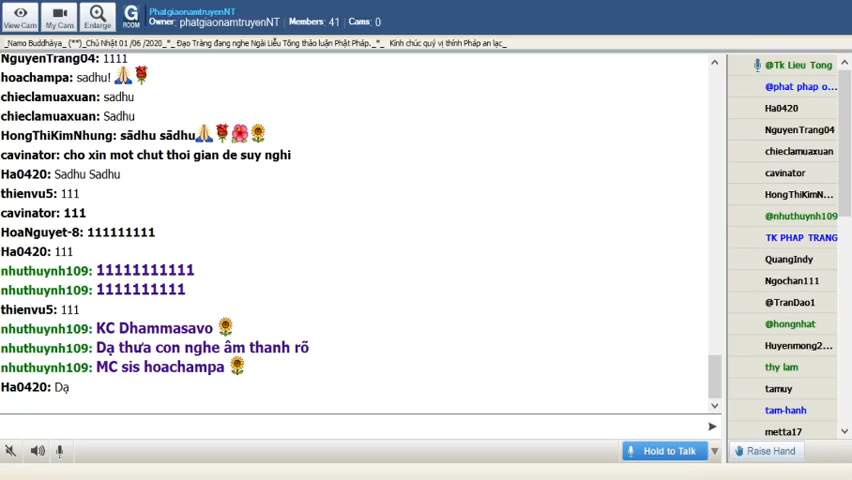 View Cam
My Cam
Enlarge
G
ROOM
PhatgiaonamtruyenNT
Owner: phatgiaonamtruyenNT
Members: 41
Cams: 0
_Namo Buddhàya_ (**)_Chủ Nhật 01 /06 /2020_*_ Đạo Tràng đang nghe Ngài Liễu Tông thảo luận Phật Pháp._*_ Kính chúc quý vị thính Pháp an lạc_
NguyenTrang04: 1111
hoachampa: sadhu! 🙏🌹
chieclamuaxuan: sadhu
chieclamuaxuan: Sadhu
HongThiKimNhung: sādhu sādhu🙏🌹🌺🌻
cavinator: cho xin mot chut thoi gian de suy nghi
Ha0420: Sadhu Sadhu
thienvu5: 111
cavinator: 111
HoaNguyet-8: 111111111
Ha0420: 111
nhuthuynh109: 11111111111
nhuthuynh109: 1111111111
thienvu5: 111
nhuthuynh109: KC Dhammasavo 🌻
nhuthuynh109: Dạ thưa con nghe âm thanh rõ
nhuthuynh109: MC sis hoachampa 🌻
Ha0420: Dạ
@Tk Lieu Tong
@phat phap o...
Ha0420
NguyenTrang04
chieclamuaxuan
cavinator
HongThiKimN...
@nhuthuynh109
TK PHAP TRANG
QuangIndy
Ngochan111
@TranDao1
@hongnhat
Huyenmong2...
thy lam
tamuy
tam-hanh
metta17
Hold to Talk
Raise Hand